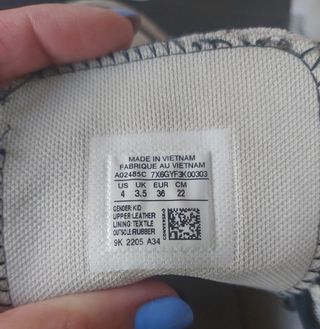 MADE IN VIETNAM
FABRIQUE AU VIETNAM
A02485C 7X6GYF3K00303
US UK EUR CM
4 3.5 36 22
GENDER: KID
UPPER: LEATHER
LINING: TEXTILE
OUTSOLE: RUBBER
9K 2205 A34